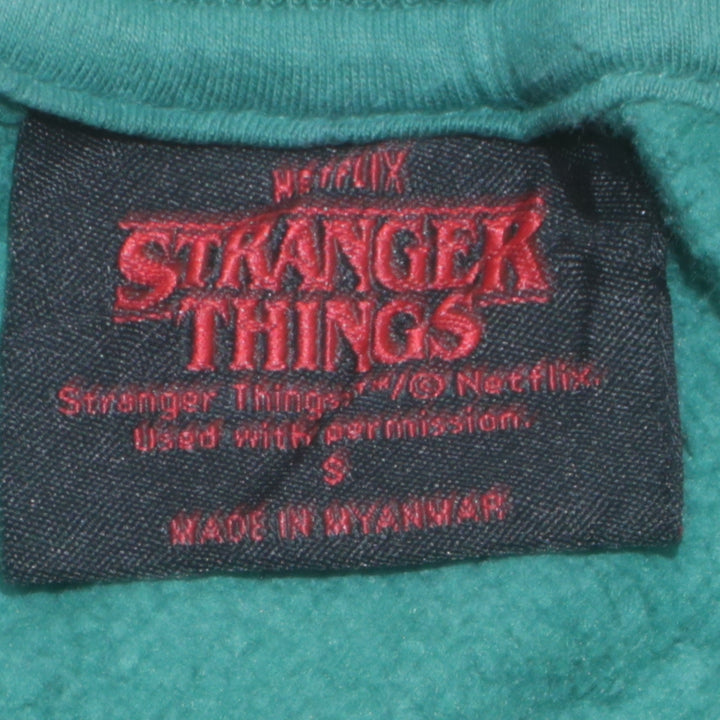 NETFLIX
STRANGER
THINGS
Stranger Things™/© Netflix.
Used with permission.
S
MADE IN MYANMAR